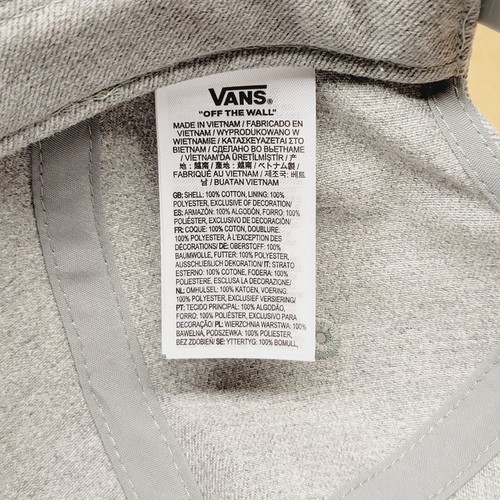 VANS®
"OFF THE WALL"
MADE IN VIETNAM / FABRICADO EN
VIETNAM / WYPRODUKOWANO W
WIETNAMIE / ΚΑΤΑΣΚΕΥΑΖΕΤΑΙ ΣΤΟ
ΒΙΕΤΝΑΜ / СДЕЛАНО ВО ВЬЕТНАМЕ
/ VİETNAM'DA ÜRETİLMİŞTİR / 产
地：越南 / 產地：越南 / ベトナム製 /
FABRIQUÉ AU VIETNAM / 제조국: 베트
남 / BUATAN VIETNAM
GB: SHELL: 100% COTTON, LINING: 100%
POLYESTER, EXCLUSIVE OF DECORATION/
ES: ARMAZÓN: 100% ALGODÓN, FORRO: 100%
POLIÉSTER, EXCLUSIVO DE DECORACIÓN/
FR: COQUE: 100% COTON, DOUBLURE:
100% POLYESTER, À L'EXCEPTION DES
DÉCORATIONS/ DE: OBERSTOFF: 100%
BAUMWOLLE, FUTTER: 100% POLYESTER,
AUSSCHLIEßLICH DEKORATION/ IT: STRATO
ESTERNO: 100% COTONE, FODERA: 100%
POLIESTERE, ESCLUSA LA DECORAZIONE/
NL: OMHULSEL: 100% KATOEN, VOERING:
100% POLYESTER, EXCLUSIEF VERSIERING/
PT: TECIDO PRINCIPAL: 100% ALGODÃO,
FORRO: 100% POLIÉSTER, EXCLUSIVO PARA
DECORAÇÃO/ PL: WIERZCHNIA WARSTWA: 100%
BAWEŁNA, PODSZEWKA: 100% POLIESTER,
BEZ ZDOBIEŃ/ SE: YTTERTYG: 100% BOMULL,